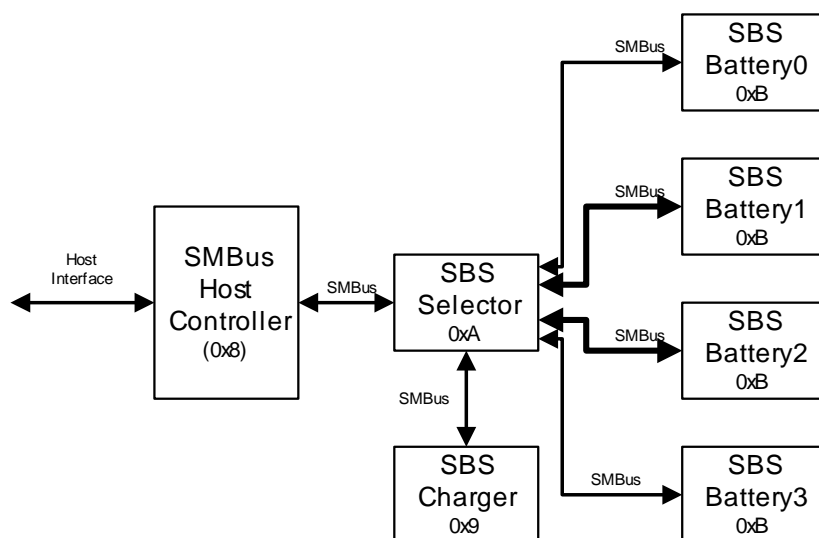 SBS
Battery0
0xB
SMBus
SBS
Battery1
0xB
SMBus
Host
Interface
SMBus
Host
Controller
(0x8)
SMBus
SBS
Selector
0xA
SMBus
SBS
Battery2
0xB
SMBus
SBS
Charger
0x9
SMBus
SBS
Battery3
0xB